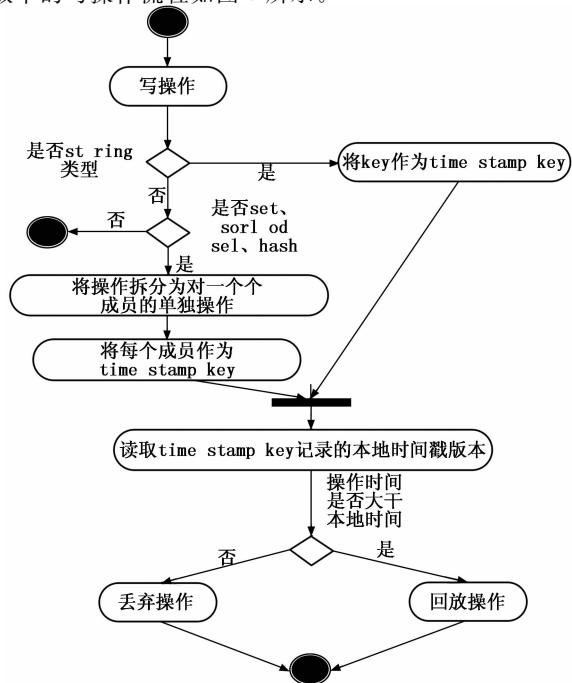 写操作
是否st ring
类型
是
将key作为time stamp key
否
是否set、
sorl od
sel、hash
否
是
将操作拆分为对一个个
成员的单独操作
将每个成员作为
time stamp key
读取time stamp key记录的本地时间戳版本
操作时间
是否大干
本地时间
否
是
丢弃操作
回放操作